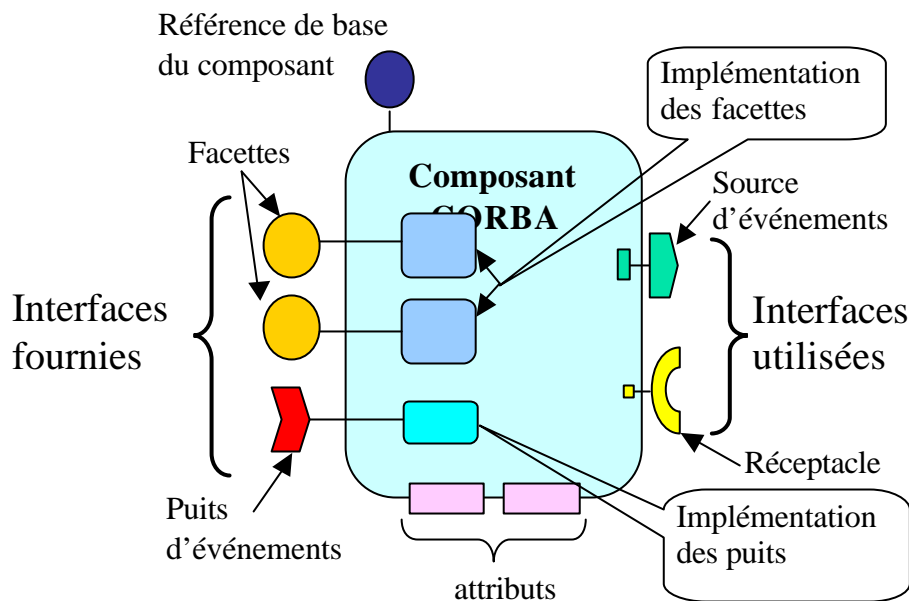 Référence de base
du composant
Implémentation
des facettes
Facettes
Composant
CORBA
Source
d’événements
Interfaces
fournies
Interfaces
utilisées
Réceptacle
Puits
d’événements
Implémentation
des puits
attributs